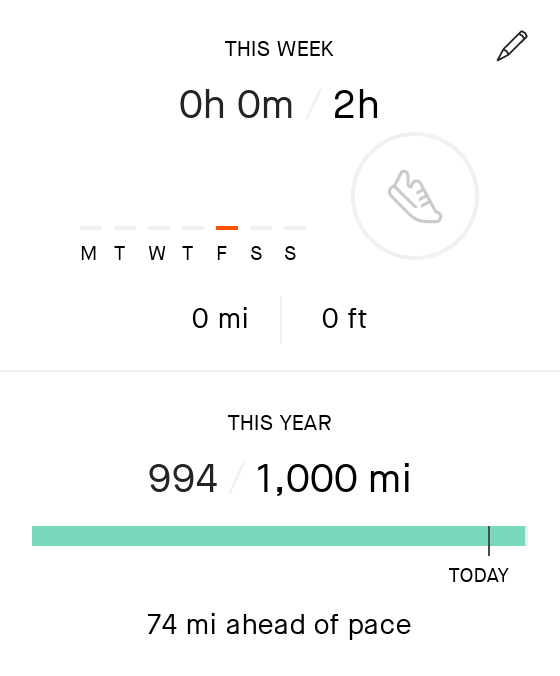 THIS WEEK
0h 0m / 2h
M T W T F S S
0 mi 0 ft
THIS YEAR
994 / 1,000 mi
TODAY
74 mi ahead of pace